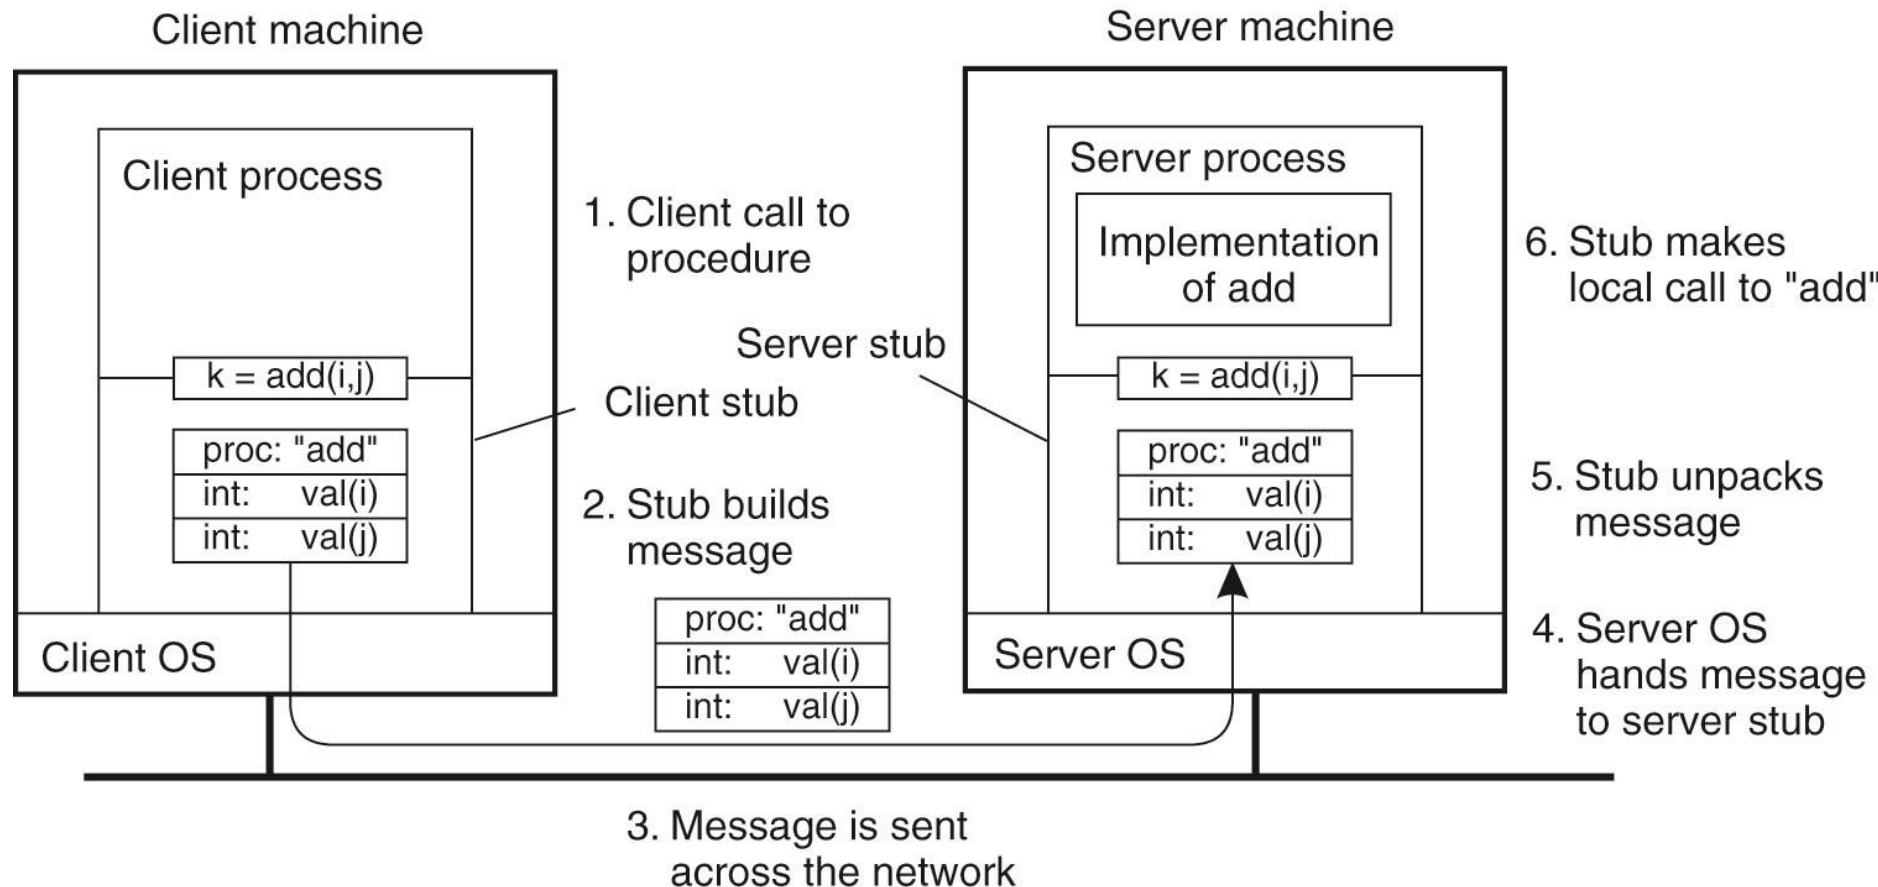 Client machine
Server machine
Client process
1. Client call to
procedure
k = add(i,j)
Client stub
proc: "add"
int: val(i)
int: val(j)
2. Stub builds
message
Client OS
proc: "add"
int: val(i)
int: val(j)
3. Message is sent
across the network
Server process
Implementation
of add
6. Stub makes
local call to "add"
Server stub
k = add(i,j)
proc: "add"
int: val(i)
int: val(j)
5. Stub unpacks
message
Server OS
4. Server OS
hands message
to server stub